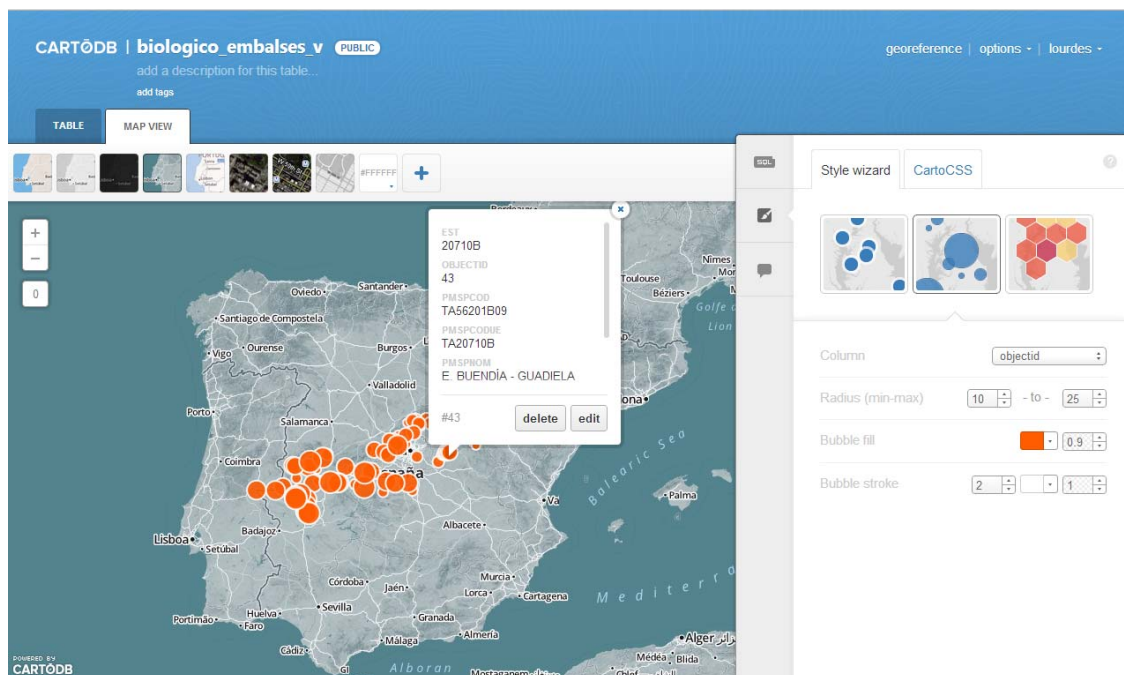 CARTODB | biologico_embalses_v PUBLIC
georeference | options | lourdes
add a description for this table...
add tags
TABLE
MAP VIEW
#FFFFFF
+
SQL
Style wizard
CartoCSS
?
+
−
0
×
EST
20710B
OBJECTID
43
PMSPCOD
TA56201B09
PMSPCODUE
TA20710B
PMSPNOM
E. BUENDÍA - GUADIELA
#43
delete
edit
Column
objectid
Radius (min-max)
10
- to -
25
Bubble fill
0.9
Bubble stroke
2
1
Toulouse
Nîmes
Béziers
Golfe d
Lion
Oviedo
Santander
Santiago de Compostela
Vigo
Ourense
Burgos
Valladolid
Porto
Salamanca
ona
Coimbra
spaña
Balearic Sea
Palma
Va
Badajoz
Albacete
Lisboa
Setúbal
Córdoba
Jaén
Murcia
Lorca
Cartagena
Mediterra
Huelva
Sevilla
Portimão
Faro
Granada
Almería
Málaga
Cádiz
Alger
Médéa
Blida
Alboran
Mostaganem
POWERED BY
CARTODB